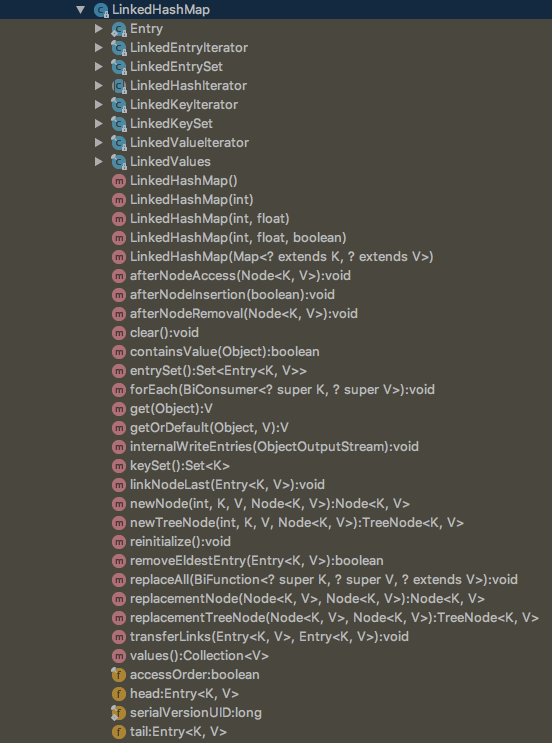 LinkedHashMap
Entry
LinkedEntryIterator
LinkedEntrySet
LinkedHashIterator
LinkedKeyIterator
LinkedKeySet
LinkedValueIterator
LinkedValues
LinkedHashMap()
LinkedHashMap(int)
LinkedHashMap(int, float)
LinkedHashMap(int, float, boolean)
LinkedHashMap(Map<? extends K, ? extends V>)
afterNodeAccess(Node<K, V>):void
afterNodeInsertion(boolean):void
afterNodeRemoval(Node<K, V>):void
clear():void
containsValue(Object):boolean
entrySet():Set<Entry<K, V>>
forEach(BiConsumer<? super K, ? super V>):void
get(Object):V
getOrDefault(Object, V):V
internalWriteEntries(ObjectOutputStream):void
keySet():Set<K>
linkNodeLast(Entry<K, V>):void
newNode(int, K, V, Node<K, V>):Node<K, V>
newTreeNode(int, K, V, Node<K, V>):TreeNode<K, V>
reinitialize():void
removeEldestEntry(Entry<K, V>):boolean
replaceAll(BiFunction<? super K, ? super V, ? extends V>):void
replacementNode(Node<K, V>, Node<K, V>):Node<K, V>
replacementTreeNode(Node<K, V>, Node<K, V>):TreeNode<K, V>
transferLinks(Entry<K, V>, Entry<K, V>):void
values():Collection<V>
accessOrder:boolean
head:Entry<K, V>
serialVersionUID:long
tail:Entry<K, V>